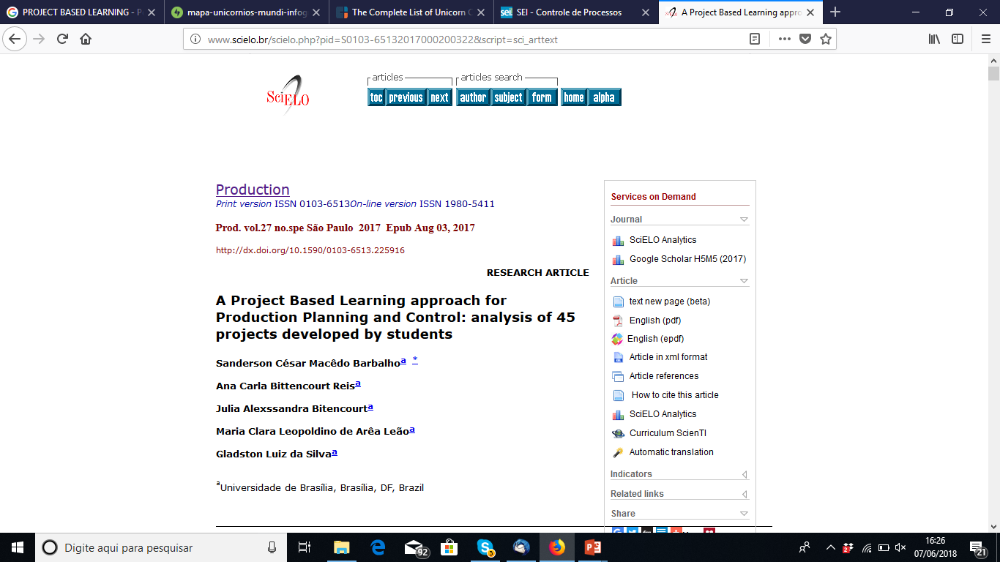 PROJECT BASED LEARNING - P
mapa-unicornios-mundi-infog
The Complete List of Unicorn C
SEI - Controle de Processos
A Project Based Learning appro
www.scielo.br/scielo.php?pid=S0103-65132017000200322&script=sci_arttext
SciELO
articles
articles search
toc previous next author subject form home alpha
Production
Print version ISSN 0103-6513On-line version ISSN 1980-5411
Prod. vol.27 no.spe São Paulo 2017 Epub Aug 03, 2017
http://dx.doi.org/10.1590/0103-6513.225916
RESEARCH ARTICLE
A Project Based Learning approach for
Production Planning and Control: analysis of 45
projects developed by students
Sanderson César Macêdo Barbalhoa *
Ana Carla Bittencourt Reisa
Julia Alexssandra Bitencourta
Maria Clara Leopoldino de Arêa Leãoa
Gladston Luiz da Silvaa
aUniversidade de Brasília, Brasília, DF, Brazil
Services on Demand
Journal
SciELO Analytics
Google Scholar H5M5 (2017)
Article
text new page (beta)
English (pdf)
English (epdf)
Article in xml format
Article references
How to cite this article
SciELO Analytics
Curriculum ScienTI
Automatic translation
Indicators
Related links
Share
Digite aqui para pesquisar
92
3
16:26
07/06/2018
21